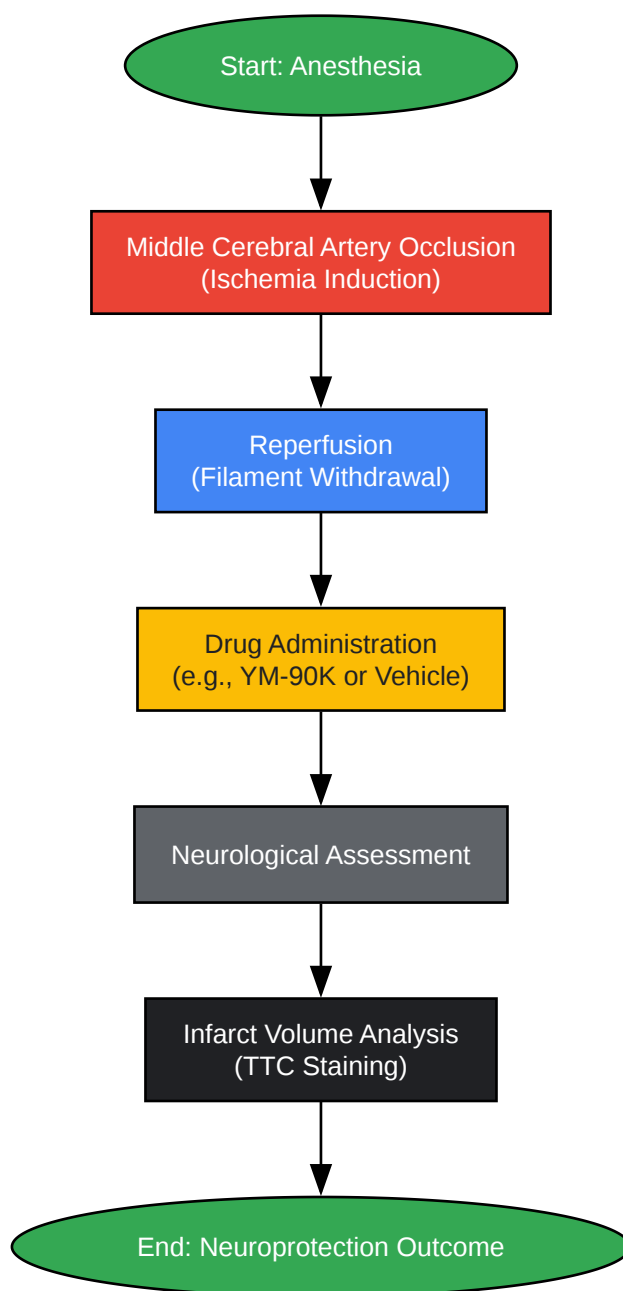 Start: Anesthesia
Middle Cerebral Artery Occlusion
(Ischemia Induction)
Reperfusion
(Filament Withdrawal)
Drug Administration
(e.g., YM-90K or Vehicle)
Neurological Assessment
Infarct Volume Analysis
(TTC Staining)
End: Neuroprotection Outcome